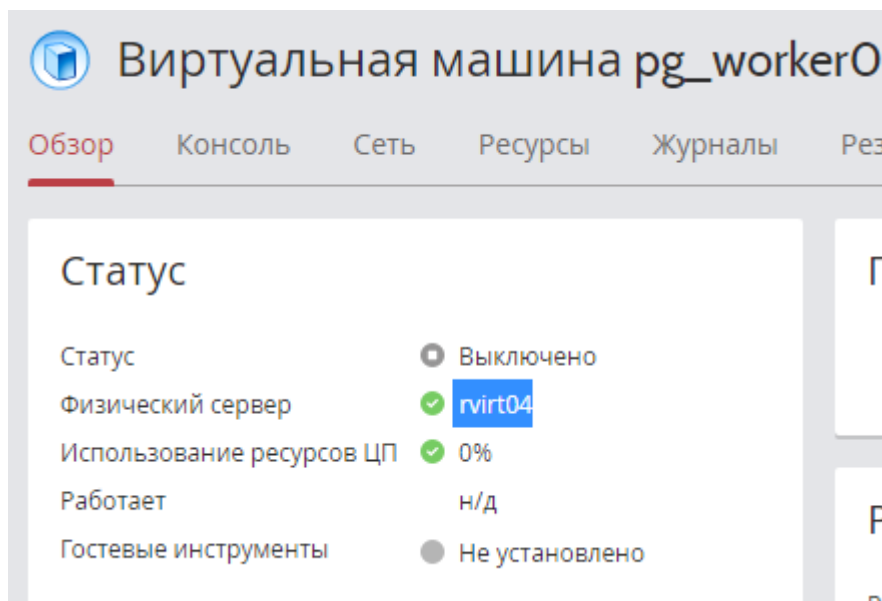 Виртуальная машина pg_worker0
Обзор Консоль Сеть Ресурсы Журналы Рез
Статус
Статус Выключено
Физический сервер rvirt04
Использование ресурсов ЦП 0%
Работает н/д
Гостевые инструменты Не установлено